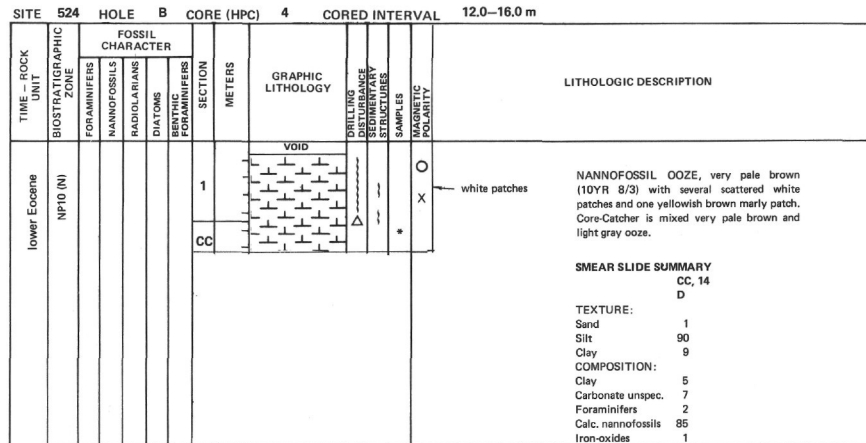 SITE 524 HOLE B CORE (HPC) 4 CORED INTERVAL 12.0—16.0 m
TIME – ROCK UNIT
BIOSTRATIGRAPHIC ZONE
FOSSIL CHARACTER
FORAMINIFERS
NANNOFOSSILS
RADIOLARIANS
DIATOMS
BENTHIC FORAMINIFERS
SECTION
METERS
GRAPHIC LITHOLOGY
DRILLING DISTURBANCE
SEDIMENTARY STRUCTURES
SAMPLES
MAGNETIC POLARITY
LITHOLOGIC DESCRIPTION
lower Eocene
NP10 (N)
1
CC
VOID
O
X
*
white patches
NANNOFOSSIL OOZE, very pale brown
(10YR 8/3) with several scattered white
patches and one yellowish brown marly patch.
Core-Catcher is mixed very pale brown and
light gray ooze.
SMEAR SLIDE SUMMARY
CC, 14
D
TEXTURE:
Sand 1
Silt 90
Clay 9
COMPOSITION:
Clay 5
Carbonate unspec. 7
Foraminifers 2
Calc. nannofossils 85
Iron-oxides 1